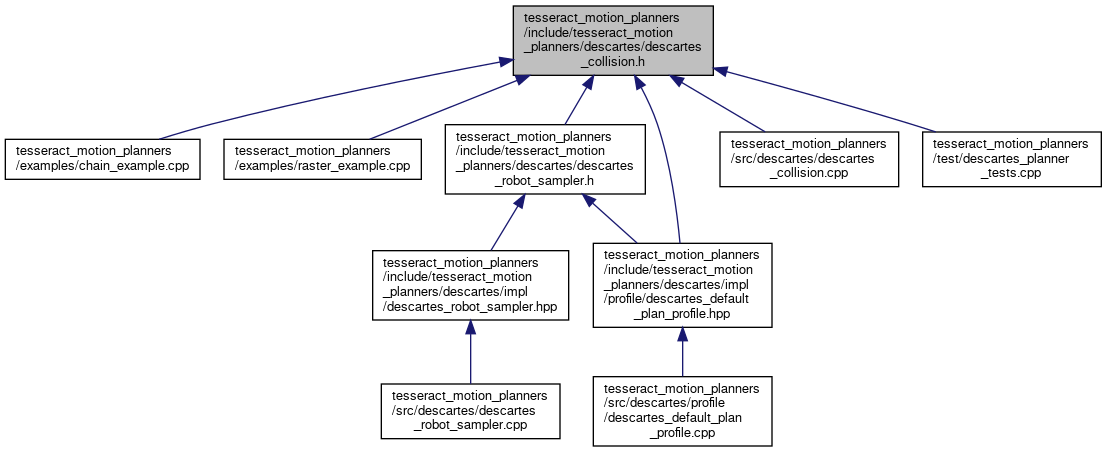 tesseract_motion_planners
/include/tesseract_motion
_planners/descartes/descartes
_collision.h
tesseract_motion_planners
/examples/chain_example.cpp
tesseract_motion_planners
/examples/raster_example.cpp
tesseract_motion_planners
/include/tesseract_motion
_planners/descartes/descartes
_robot_sampler.h
tesseract_motion_planners
/src/descartes/descartes
_collision.cpp
tesseract_motion_planners
/test/descartes_planner
_tests.cpp
tesseract_motion_planners
/include/tesseract_motion
_planners/descartes/impl
/descartes_robot_sampler.hpp
tesseract_motion_planners
/include/tesseract_motion
_planners/descartes/impl
/profile/descartes_default
_plan_profile.hpp
tesseract_motion_planners
/src/descartes/descartes
_robot_sampler.cpp
tesseract_motion_planners
/src/descartes/profile
/descartes_default_plan
_profile.cpp